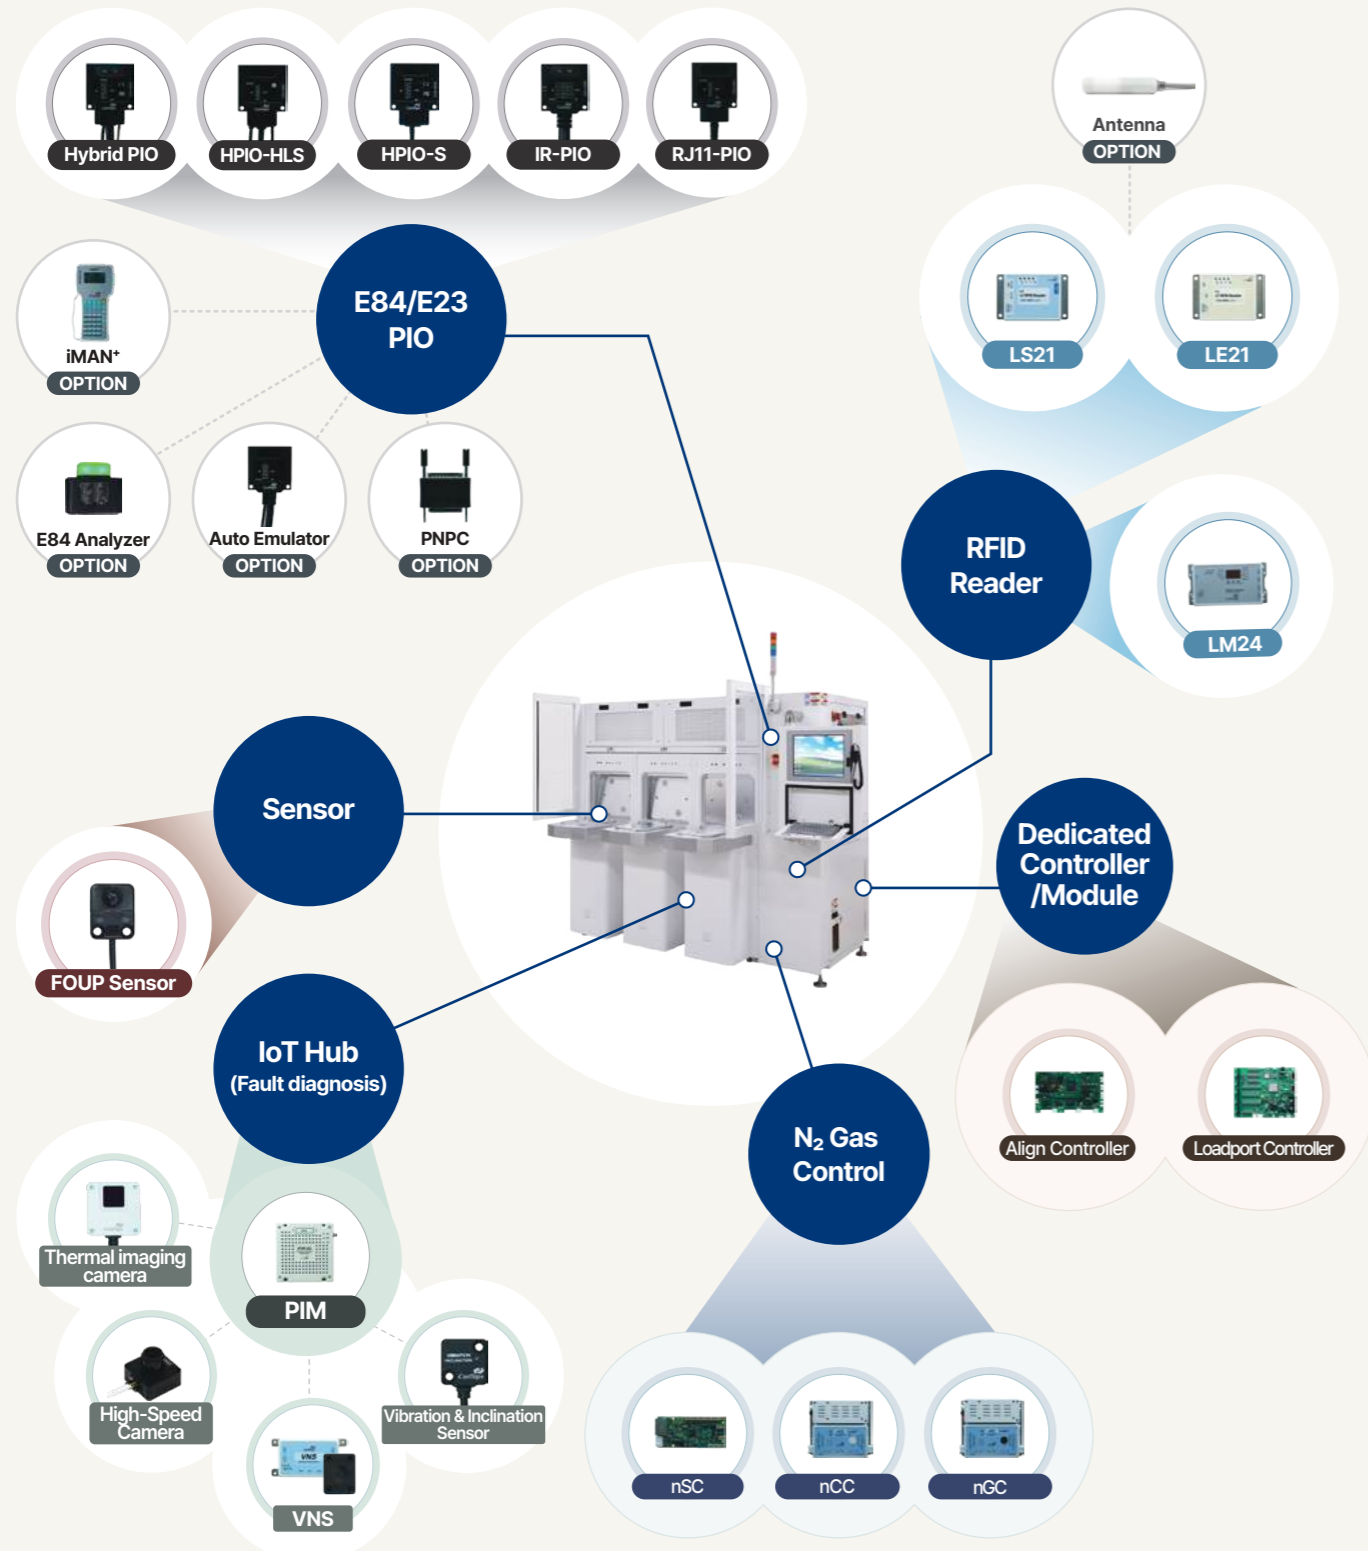 Hybrid PIO
HPIO-HLS
HPIO-S
IR-PIO
RJ11-PIO
Antenna
OPTION
E84/E23
PIO
iMAN⁺
OPTION
LS21
LE21
E84 Analyzer
OPTION
Auto Emulator
OPTION
PNPC
OPTION
RFID
Reader
LM24
Sensor
FOUP Sensor
Dedicated
Controller
/Module
Align Controller
Loadport Controller
IoT Hub
(Fault diagnosis)
N₂ Gas
Control
Thermal imaging
camera
PIM
High-Speed
Camera
Vibration & Inclination
Sensor
VNS
VNS
nSC
nCC
nGC